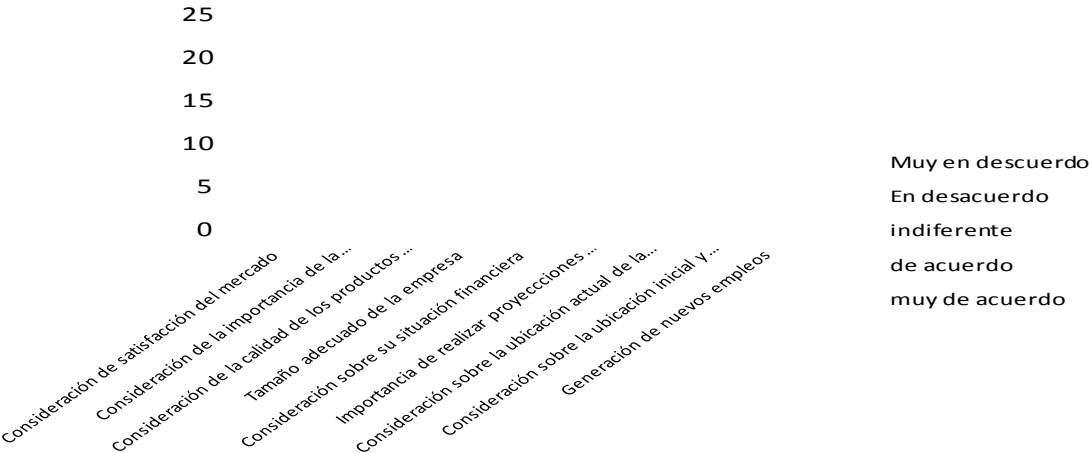 25
20
15
10
5
0
Consideración de satisfacción del mercado
Consideración de la importancia de la...
Consideración de la calidad de los productos...
Tamaño adecuado de la empresa
Consideración sobre su situación financiera
Importancia de realizar proyeccciones...
Consideración sobre la ubicación actual de la...
Consideración sobre la ubicación inicial y...
Generación de nuevos empleos
Muy en descuerdo
En desacuerdo
indiferente
de acuerdo
muy de acuerdo